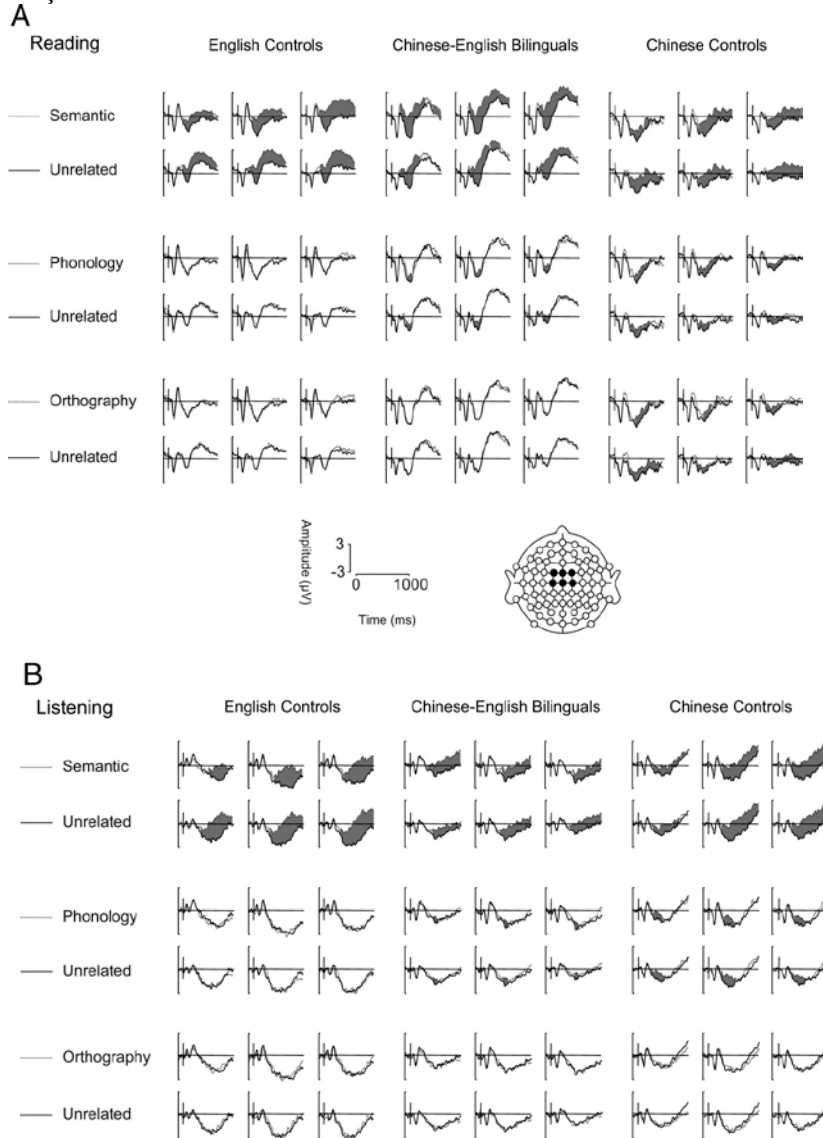 A
Reading
English Controls Chinese-English Bilinguals Chinese Controls
Semantic
Unrelated
Phonology
Unrelated
Orthography
Unrelated
Amplitude (µV)
3
-3
0 1000
Time (ms)
B
Listening
English Controls Chinese-English Bilinguals Chinese Controls
Semantic
Unrelated
Phonology
Unrelated
Orthography
Unrelated